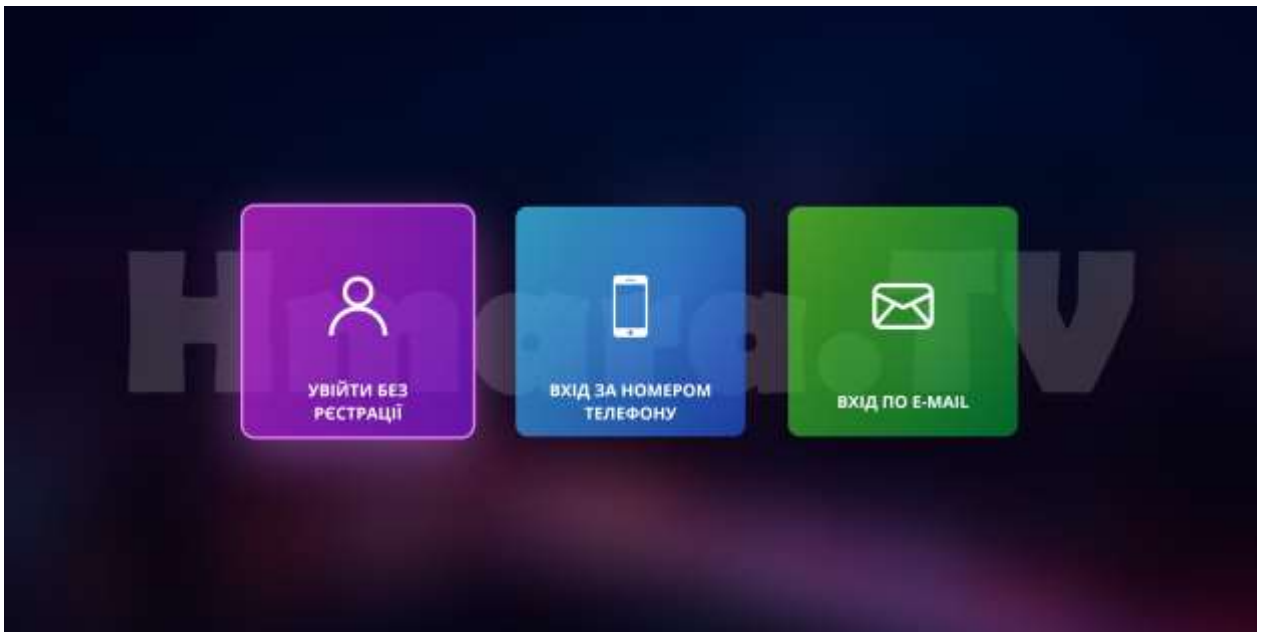 Hmara.TV
УВІЙТИ БЕЗ
РЄСТРАЦІЇ
ВХІД ЗА НОМЕРОМ
ТЕЛЕФОНУ
ВХІД ПО E-MAIL